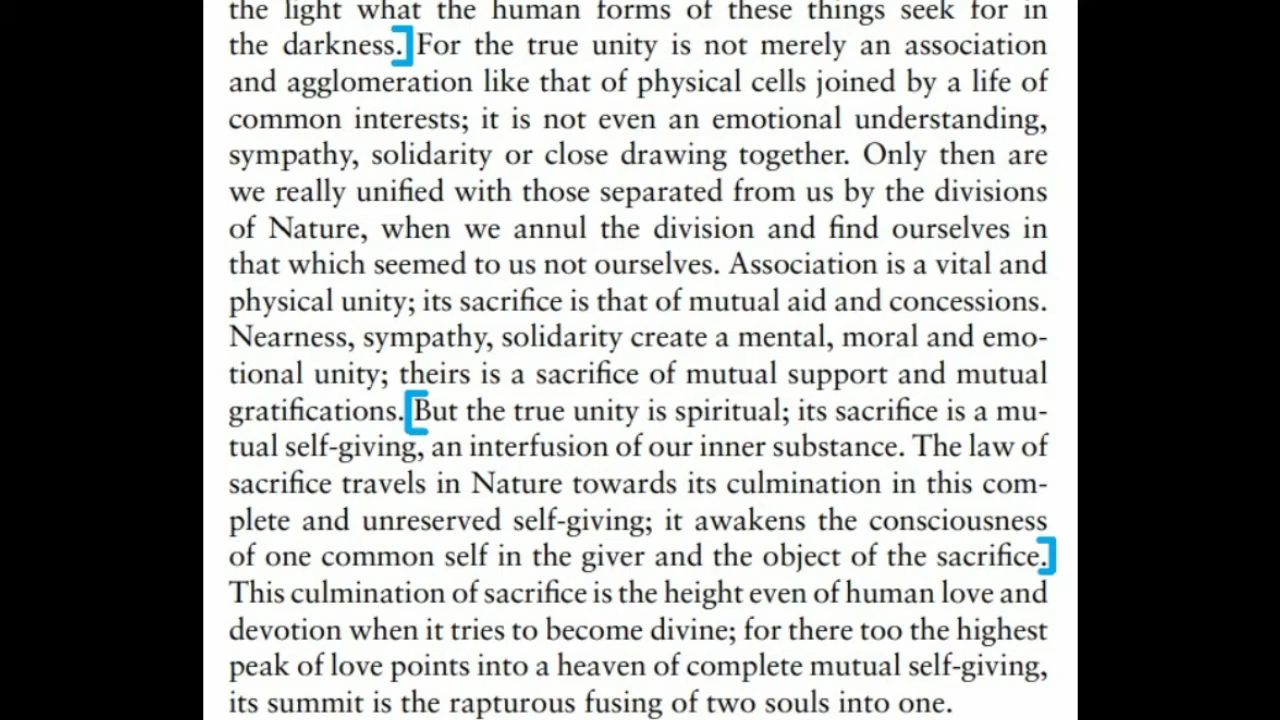 the light what the human forms of these things seek for in
the darkness.] For the true unity is not merely an association
and agglomeration like that of physical cells joined by a life of
common interests; it is not even an emotional understanding,
sympathy, solidarity or close drawing together. Only then are
we really unified with those separated from us by the divisions
of Nature, when we annul the division and find ourselves in
that which seemed to us not ourselves. Association is a vital and
physical unity; its sacrifice is that of mutual aid and concessions.
Nearness, sympathy, solidarity create a mental, moral and emo-
tional unity; theirs is a sacrifice of mutual support and mutual
gratifications. [But the true unity is spiritual; its sacrifice is a mu-
tual self-giving, an interfusion of our inner substance. The law of
sacrifice travels in Nature towards its culmination in this com-
plete and unreserved self-giving; it awakens the consciousness
of one common self in the giver and the object of the sacrifice.]
This culmination of sacrifice is the height even of human love and
devotion when it tries to become divine; for there too the highest
peak of love points into a heaven of complete mutual self-giving,
its summit is the rapturous fusing of two souls into one.